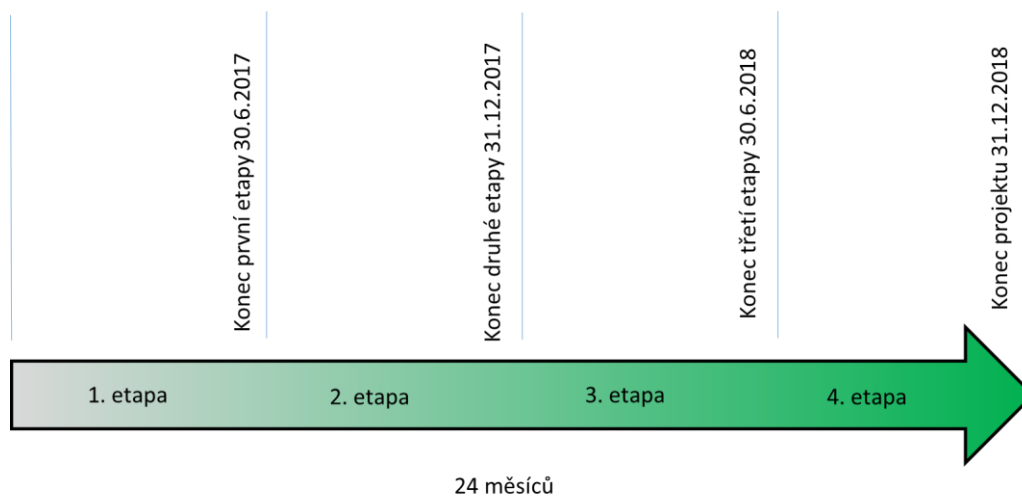 Konec první etapy 30.6.2017
Konec druhé etapy 31.12.2017
Konec třetí etapy 30.6.2018
Konec projektu 31.12.2018
1. etapa
2. etapa
3. etapa
4. etapa
24 měsíců